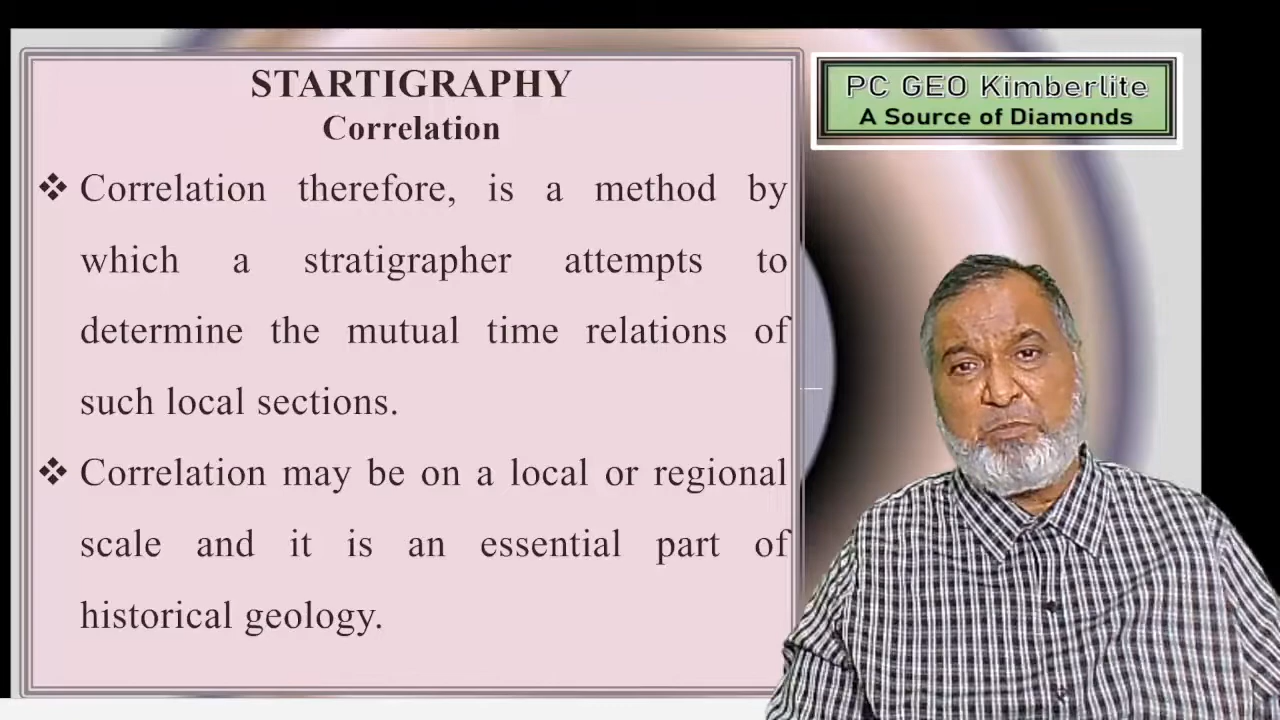 STARTIGRAPHY
Correlation
❖ Correlation therefore, is a method by
which a stratigrapher attempts to
determine the mutual time relations of
such local sections.
❖ Correlation may be on a local or regional
scale and it is an essential part of
historical geology.
PC GEO Kimberlite
A Source of Diamonds